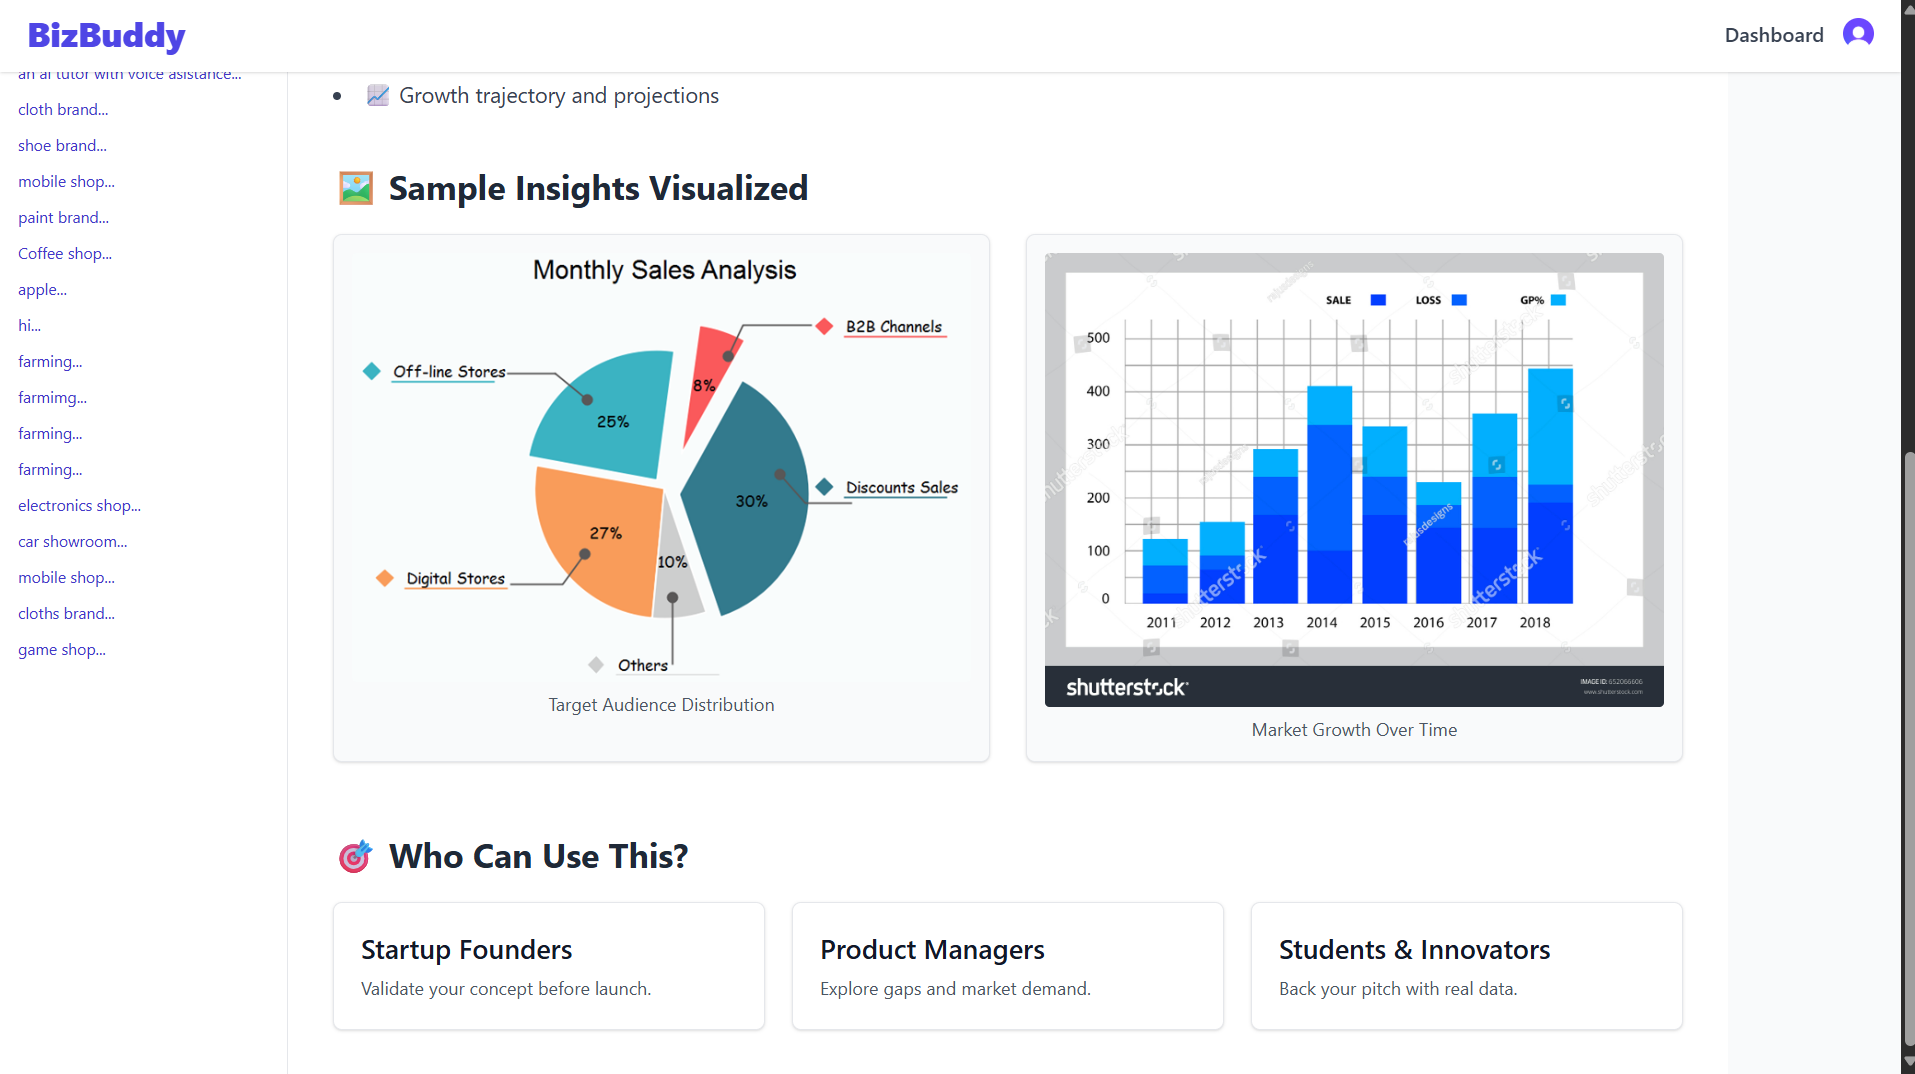 BizBuddy
Dashboard
an ai tutor with voice asistance...
cloth brand...
shoe brand...
mobile shop...
paint brand...
Coffee shop...
apple...
hi...
farming...
farmimg...
farming...
farming...
electronics shop...
car showroom...
mobile shop...
cloths brand...
game shop...
Growth trajectory and projections
Sample Insights Visualized
Monthly Sales Analysis
B2B Channels
Off-line Stores
8%
25%
Discounts Sales
30%
27%
Digital Stores
10%
Others
Target Audience Distribution
SALE LOSS GP%
500
400
300
200
100
0
2011 2012 2013 2014 2015 2016 2017 2018
shutterstock
rajusdesigns
shutterstock
IMAGE ID: 652066606
www.shutterstock.com
Market Growth Over Time
Who Can Use This?
Startup Founders
Validate your concept before launch.
Product Managers
Explore gaps and market demand.
Students & Innovators
Back your pitch with real data.